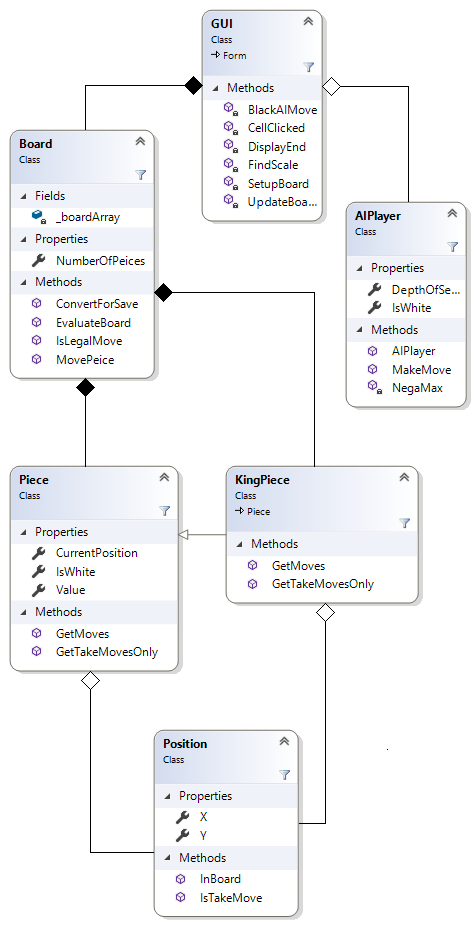 GUI
Class
Form
Methods
BlackAIMove
CellClicked
DisplayEnd
FindScale
SetupBoard
UpdateBoa...
Board
Class
Fields
_boardArray
Properties
NumberOfPeices
Methods
ConvertForSave
EvaluateBoard
IsLegalMove
MovePeice
AIPlayer
Class
Properties
DepthOfSe...
IsWhite
Methods
AIPlayer
MakeMove
NegaMax
Piece
Class
Properties
CurrentPosition
IsWhite
Value
Methods
GetMoves
GetTakeMovesOnly
KingPiece
Class
Piece
Methods
GetMoves
GetTakeMovesOnly
Position
Class
Properties
X
Y
Methods
InBoard
IsTakeMove